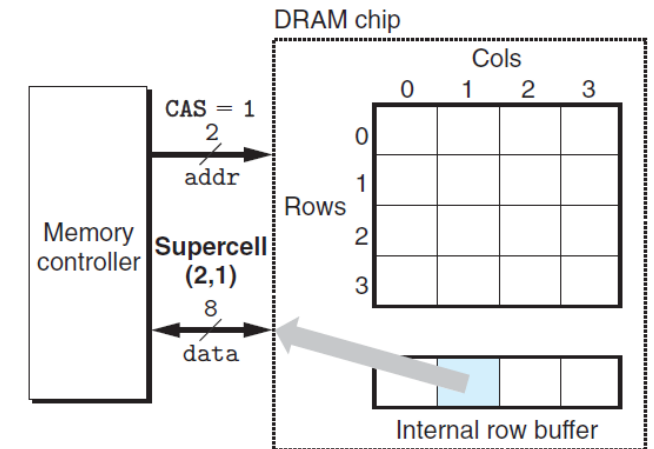 DRAM chip
Cols
0 1 2 3
CAS = 1
2
addr
0
1
Rows
2
3
Memory
controller
Supercell
(2,1)
8
data
Internal row buffer